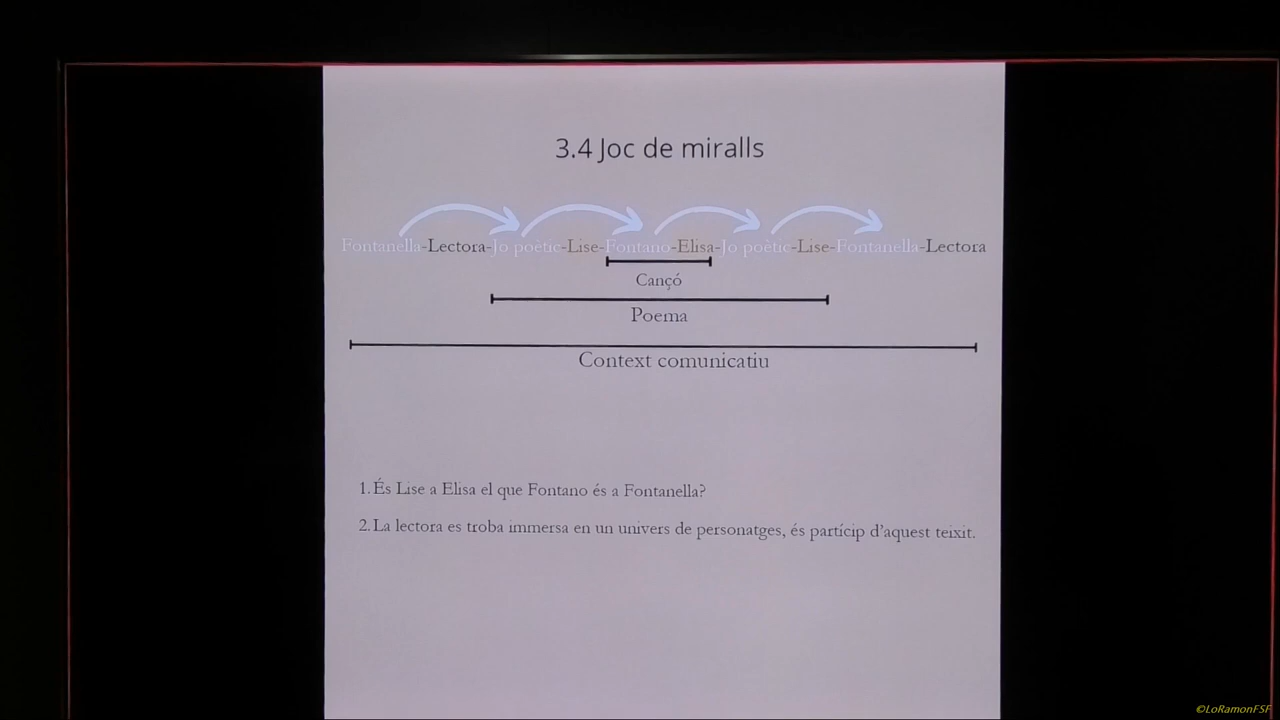 3.4 Joc de miralls
Fontanella-Lectora-Jo poètic-Lise-Fontano-Elisa-Jo poètic-Lise-Fontanella-Lectora
Cançó
Poema
Context comunicatiu
1. És Lise a Elisa el que Fontano és a Fontanella?
2. La lectora es troba immersa en un univers de personatges, és partícip d'aquest teixit.
©LoRamonFSF